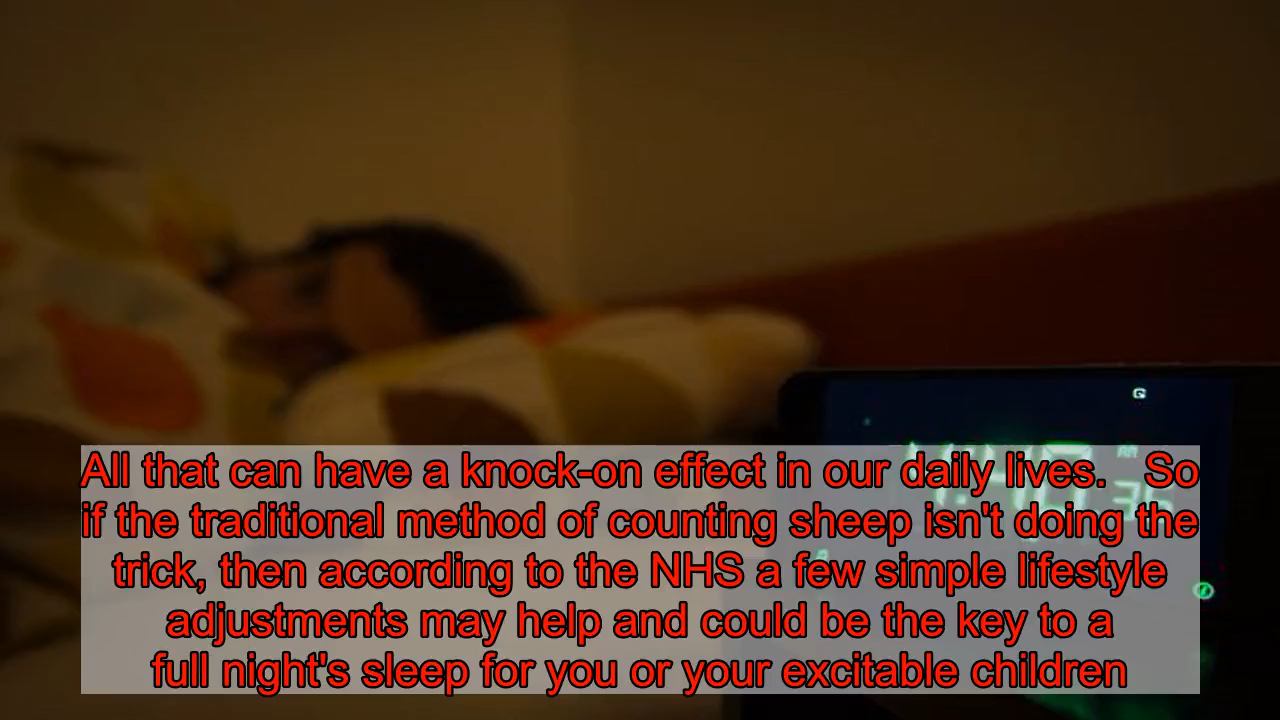 All that can have a knock-on effect in our daily lives.   So
if the traditional method of counting sheep isn't doing the
trick, then according to the NHS a few simple lifestyle
adjustments may help and could be the key to a
full night's sleep for you or your excitable children